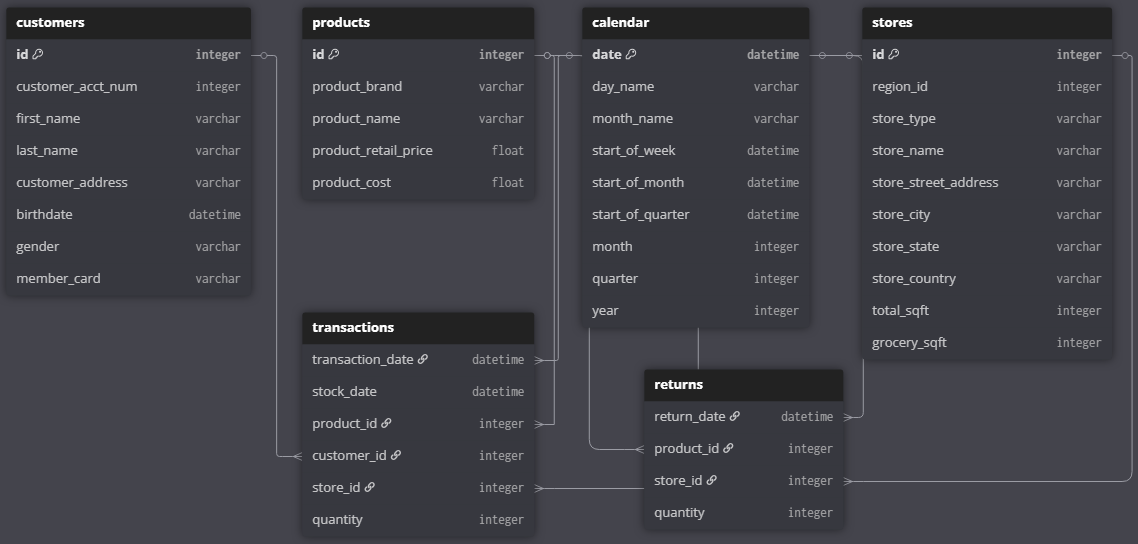 customers
id integer
customer_acct_num integer
first_name varchar
last_name varchar
customer_address varchar
birthdate datetime
gender varchar
member_card varchar
products
id integer
product_brand varchar
product_name varchar
product_retail_price float
product_cost float
calendar
date datetime
day_name varchar
month_name varchar
start_of_week datetime
start_of_month datetime
start_of_quarter datetime
month integer
quarter integer
year integer
stores
id integer
region_id integer
store_type varchar
store_name varchar
store_street_address varchar
store_city varchar
store_state varchar
store_country varchar
total_sqft integer
grocery_sqft integer
transactions
transaction_date datetime
stock_date datetime
product_id integer
customer_id integer
store_id integer
quantity integer
returns
return_date datetime
product_id integer
store_id integer
quantity integer